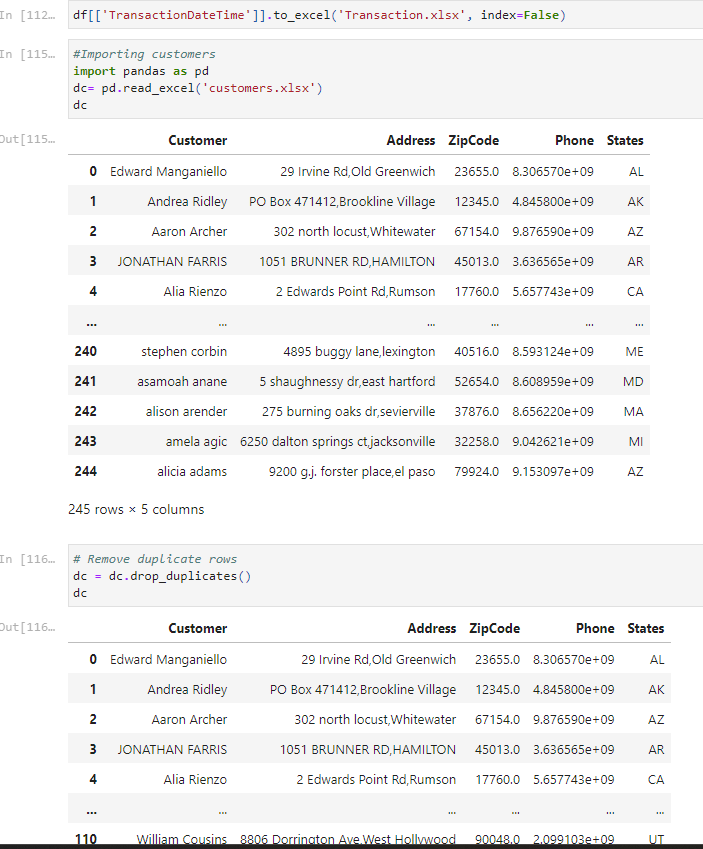 In [112…
df[['TransactionDateTime']].to_excel('Transaction.xlsx', index=False)
In [115…
#Importing customers
import pandas as pd
dc= pd.read_excel('customers.xlsx')
dc
Out[115…
Customer Address ZipCode Phone States
0 Edward Manganiello 29 Irvine Rd,Old Greenwich 23655.0 8.306570e+09 AL
1 Andrea Ridley PO Box 471412,Brookline Village 12345.0 4.845800e+09 AK
2 Aaron Archer 302 north locust,Whitewater 67154.0 9.876590e+09 AZ
3 JONATHAN FARRIS 1051 BRUNNER RD,HAMILTON 45013.0 3.636565e+09 AR
4 Alia Rienzo 2 Edwards Point Rd,Rumson 17760.0 5.657743e+09 CA
... ... ... ... ... ...
240 stephen corbin 4895 buggy lane,lexington 40516.0 8.593124e+09 ME
241 asamoah anane 5 shaughnessy dr,east hartford 52654.0 8.608959e+09 MD
242 alison arender 275 burning oaks dr,sevierville 37876.0 8.656220e+09 MA
243 amela agic 6250 dalton springs ct,jacksonville 32258.0 9.042621e+09 MI
244 alicia adams 9200 g.j. forster place,el paso 79924.0 9.153097e+09 AZ
245 rows × 5 columns
In [116…
# Remove duplicate rows
dc = dc.drop_duplicates()
dc
Out[116…
Customer Address ZipCode Phone States
0 Edward Manganiello 29 Irvine Rd,Old Greenwich 23655.0 8.306570e+09 AL
1 Andrea Ridley PO Box 471412,Brookline Village 12345.0 4.845800e+09 AK
2 Aaron Archer 302 north locust,Whitewater 67154.0 9.876590e+09 AZ
3 JONATHAN FARRIS 1051 BRUNNER RD,HAMILTON 45013.0 3.636565e+09 AR
4 Alia Rienzo 2 Edwards Point Rd,Rumson 17760.0 5.657743e+09 CA
... ... ... ... ... ...
110 William Cousins 8806 Dorrington Ave,West Hollywood 90048.0 2.099103e+09 UT